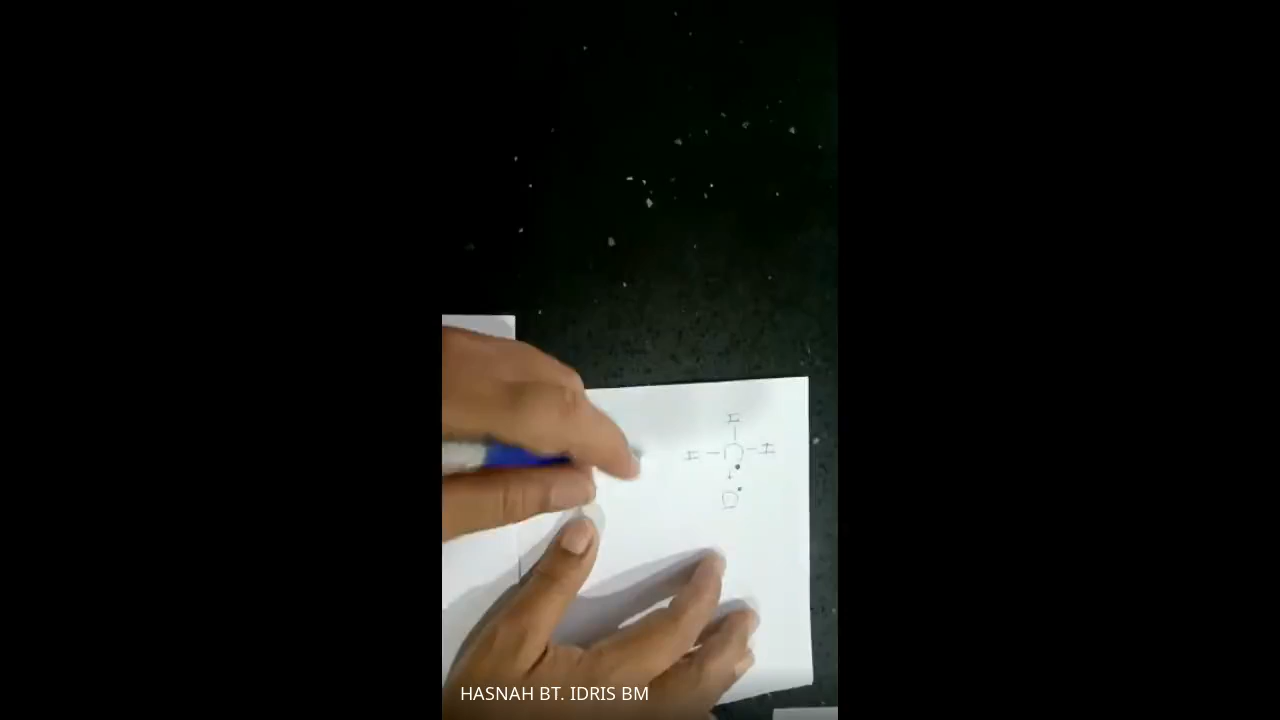 H
H - C • + •
H
HASNAH BT. IDRIS BM